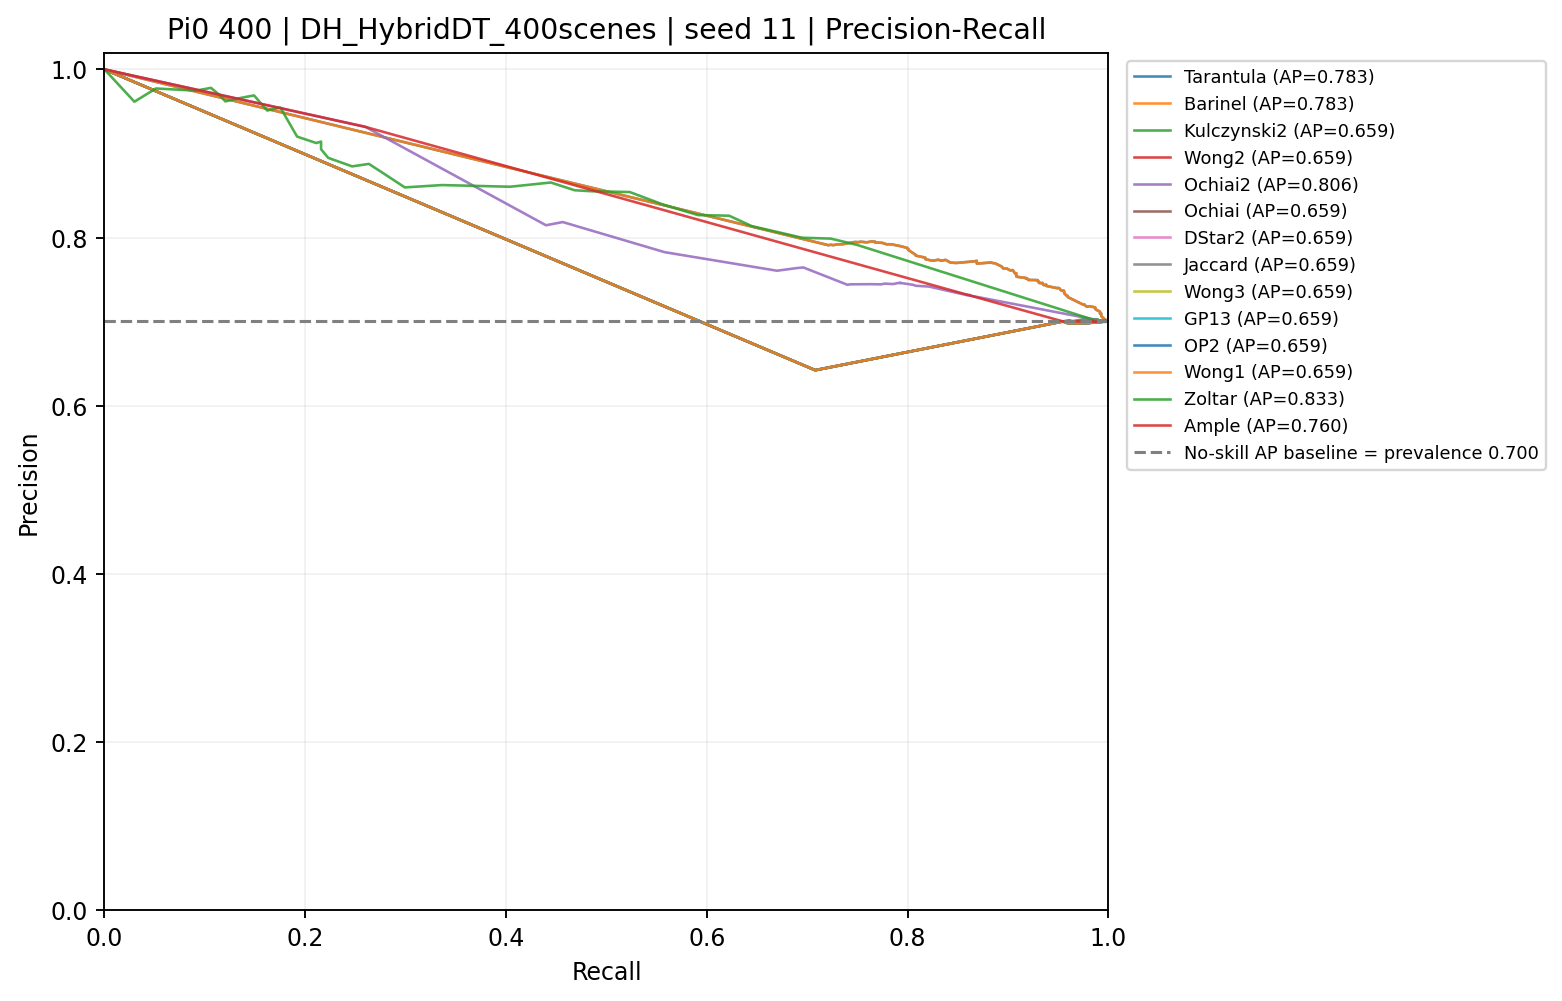 Pi0 400 | DH_HybridDT_400scenes | seed 11 | Precision-Recall
1.0
0.8
0.6
0.4
0.2
0.0
Precision
0.0
0.2
0.4
0.6
0.8
1.0
Recall
Tarantula (AP=0.783)
Barinel (AP=0.783)
Kulczynski2 (AP=0.659)
Wong2 (AP=0.659)
Ochiai2 (AP=0.806)
Ochiai (AP=0.659)
DStar2 (AP=0.659)
Jaccard (AP=0.659)
Wong3 (AP=0.659)
GP13 (AP=0.659)
OP2 (AP=0.659)
Wong1 (AP=0.659)
Zoltar (AP=0.833)
Ample (AP=0.760)
No-skill AP baseline = prevalence 0.700